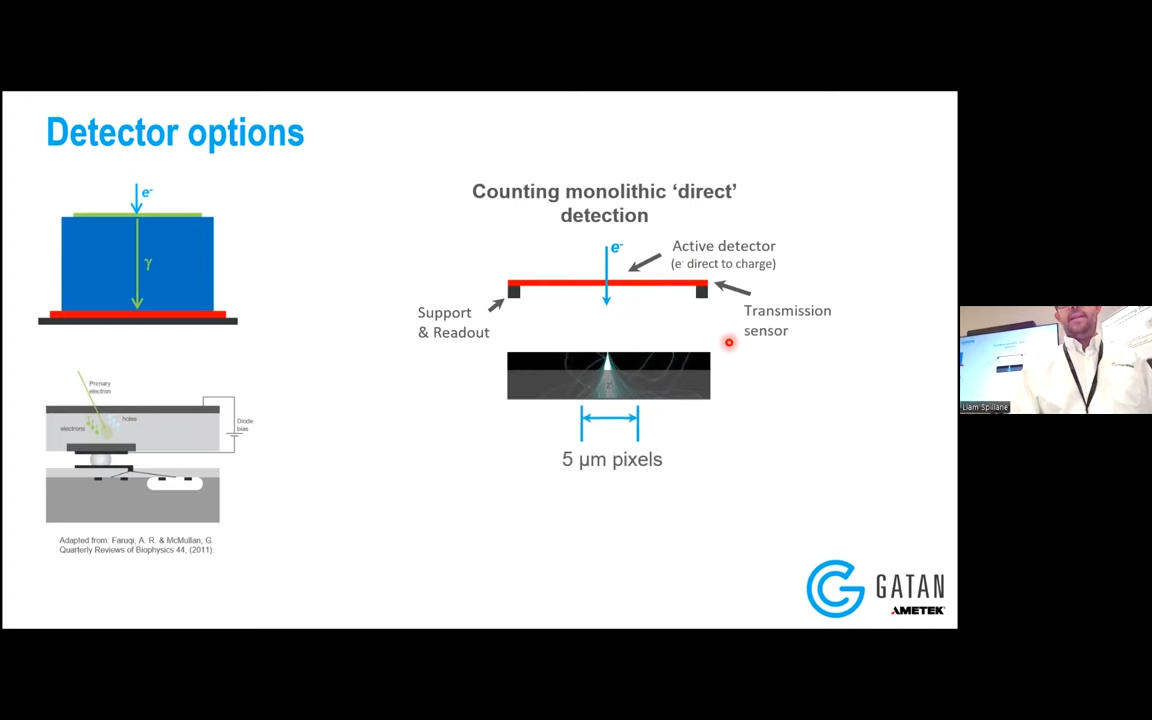 Detector options
e-
γ
Primary
electron
electrons
holes
Diode
bias
Adapted from: Faruqi, A. R. & McMullan, G.
Quarterly Reviews of Biophysics 44, (2011).
Counting monolithic ‘direct’
detection
e-
Active detector
(e- direct to charge)
Support
& Readout
Transmission
sensor
5 µm pixels
GATAN
AMETEK
Liam Spillane